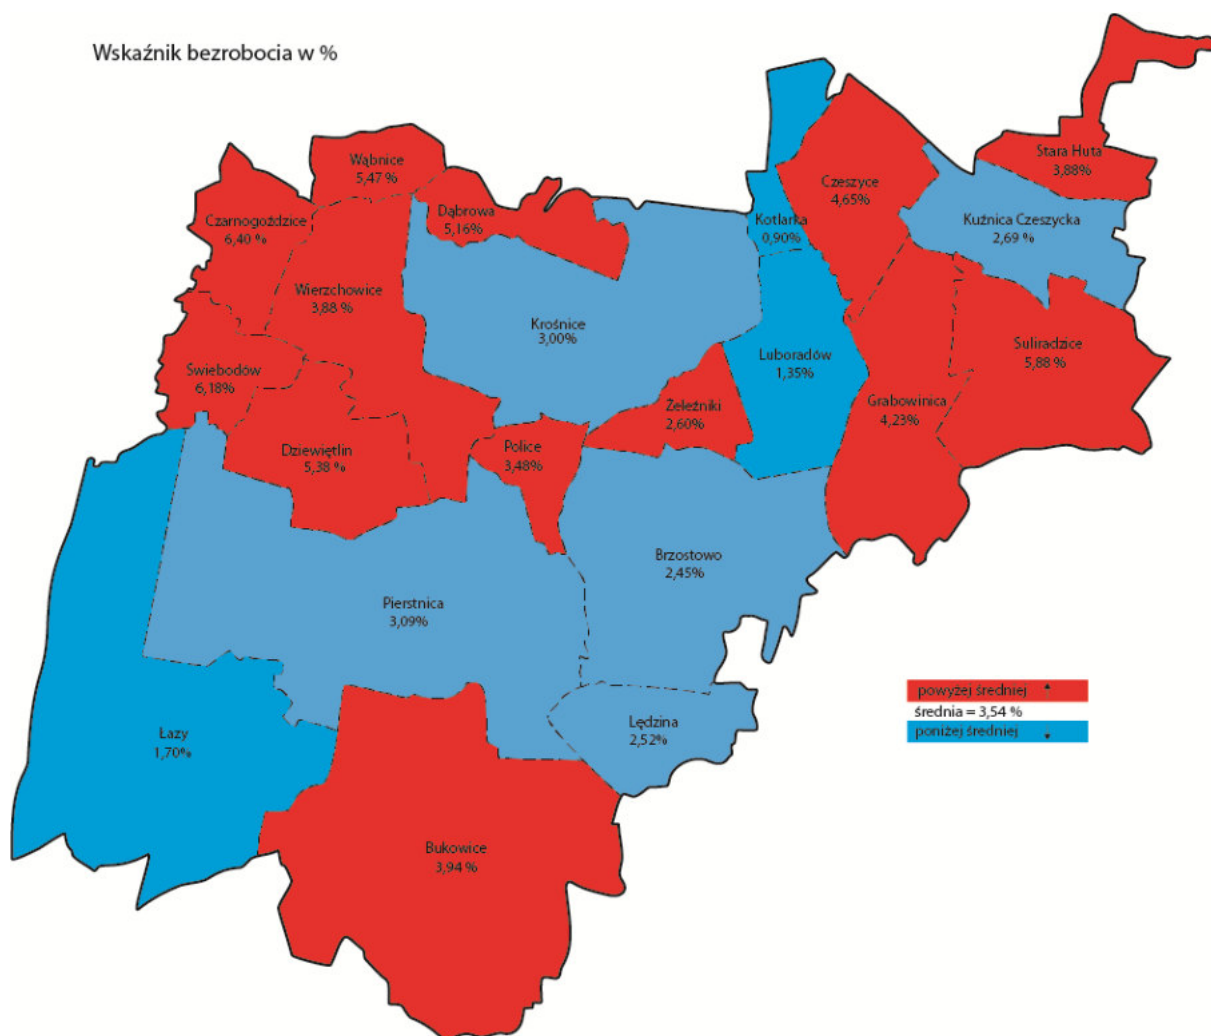 Wskaźnik bezrobocia w %
Stara Huta
3,88%
Wąbnice
5,47 %
Czeszyce
4,65%
Dąbrowa
5,16%
Czarnogoździce
6,40 %
Kotlarka
0,90%
Kuźnica Czeszycka
2,69 %
Wierzchowice
3,88 %
Krośnice
3,00%
Suliradzice
5,88 %
Luboradów
1,35%
Świebodów
6,18%
Grabowinica
4,23%
Żeleźniki
2,60%
Dziewiętlin
5,38 %
Police
3,48%
Brzostowo
2,45%
Pierstnica
3,09%
powyżej średniej
średnia = 3,54 %
poniżej średniej
Lędzina
2,52%
Łazy
1,70%
Bukowice
3,94 %